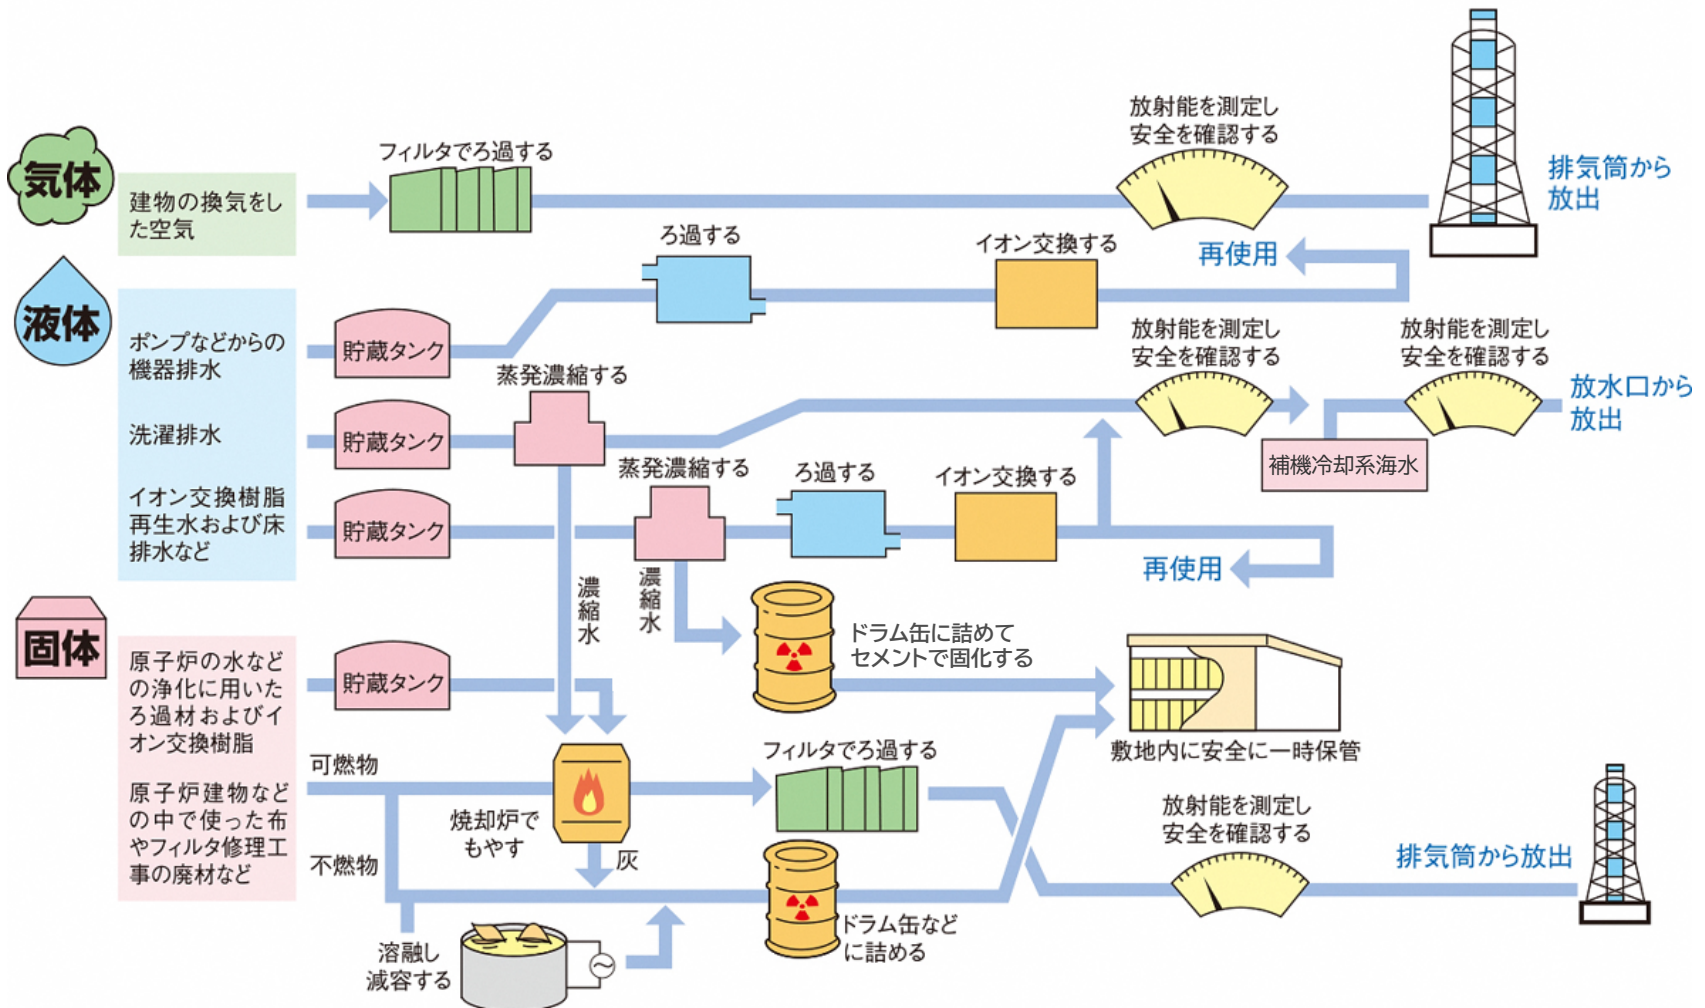 気体
建物の換気をし
た空気
フィルタでろ過する
放射能を測定し
安全を確認する
排気筒から
放出
液体
ポンプなどからの
機器排水
貯蔵タンク
ろ過する
イオン交換する
再使用
洗濯排水
貯蔵タンク
蒸発濃縮する
放射能を測定し
安全を確認する
補機冷却系海水
放射能を測定し
安全を確認する
放水口から
放出
イオン交換樹脂
再生水および床
排水など
貯蔵タンク
蒸発濃縮する
ろ過する
イオン交換する
再使用
濃縮水
濃縮水
ドラム缶に詰めて
セメントで固化する
固体
原子炉の水など
の浄化に用いた
ろ過材およびイ
オン交換樹脂
貯蔵タンク
敷地内に安全に一時保管
原子炉建物など
の中で使った布
やフィルタ修理工
事の廃材など
可燃物
不燃物
焼却炉で
もやす
灰
フィルタでろ過する
放射能を測定し
安全を確認する
排気筒から放出
溶融し
減容する
ドラム缶など
に詰める